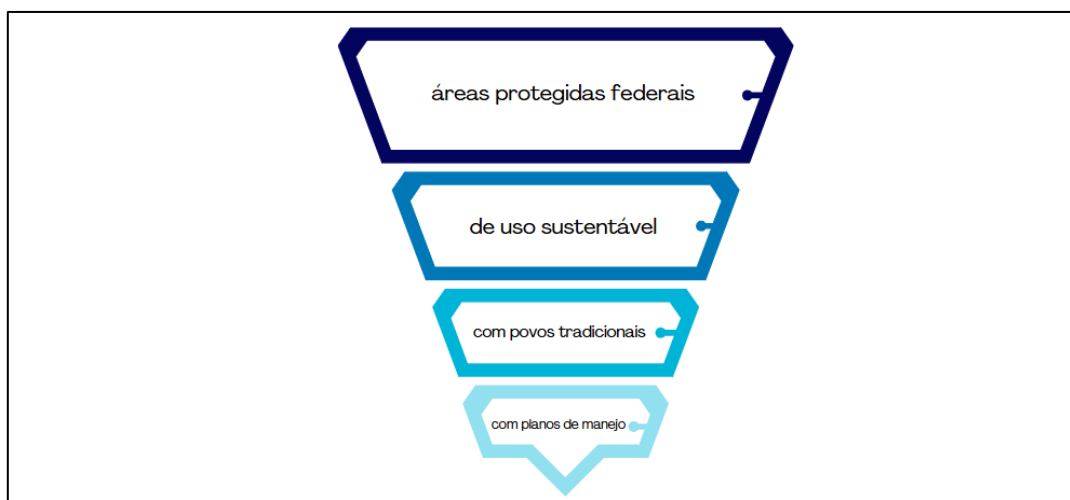 áreas protegidas federais
de uso sustentável
com povos tradicionais
com planos de manejo